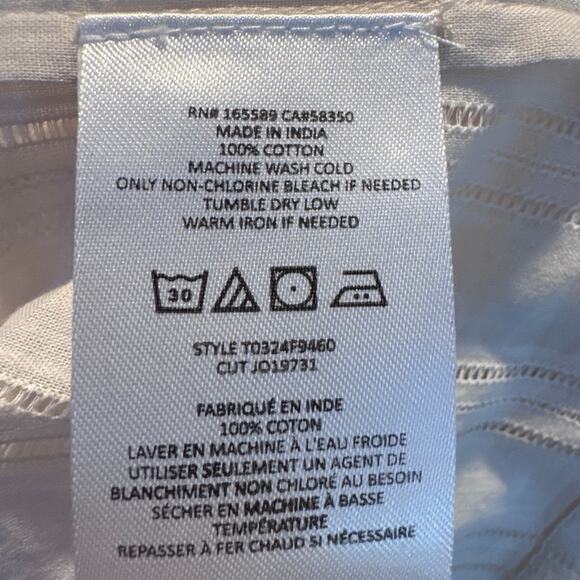 RN# 165589 CA#58350
MADE IN INDIA
100% COTTON
MACHINE WASH COLD
ONLY NON-CHLORINE BLEACH IF NEEDED
TUMBLE DRY LOW
WARM IRON IF NEEDED
30
STYLE T0324F9460
CUT JO19731
FABRIQUÉ EN INDE
100% COTON
LAVER EN MACHINE À L'EAU FROIDE
UTILISER SEULEMENT UN AGENT DE
BLANCHIMENT NON CHLORÉ AU BESOIN
SÉCHER EN MACHINE À BASSE
TEMPÉRATURE
REPASSER À FER CHAUD SI NÉCESSAIRE